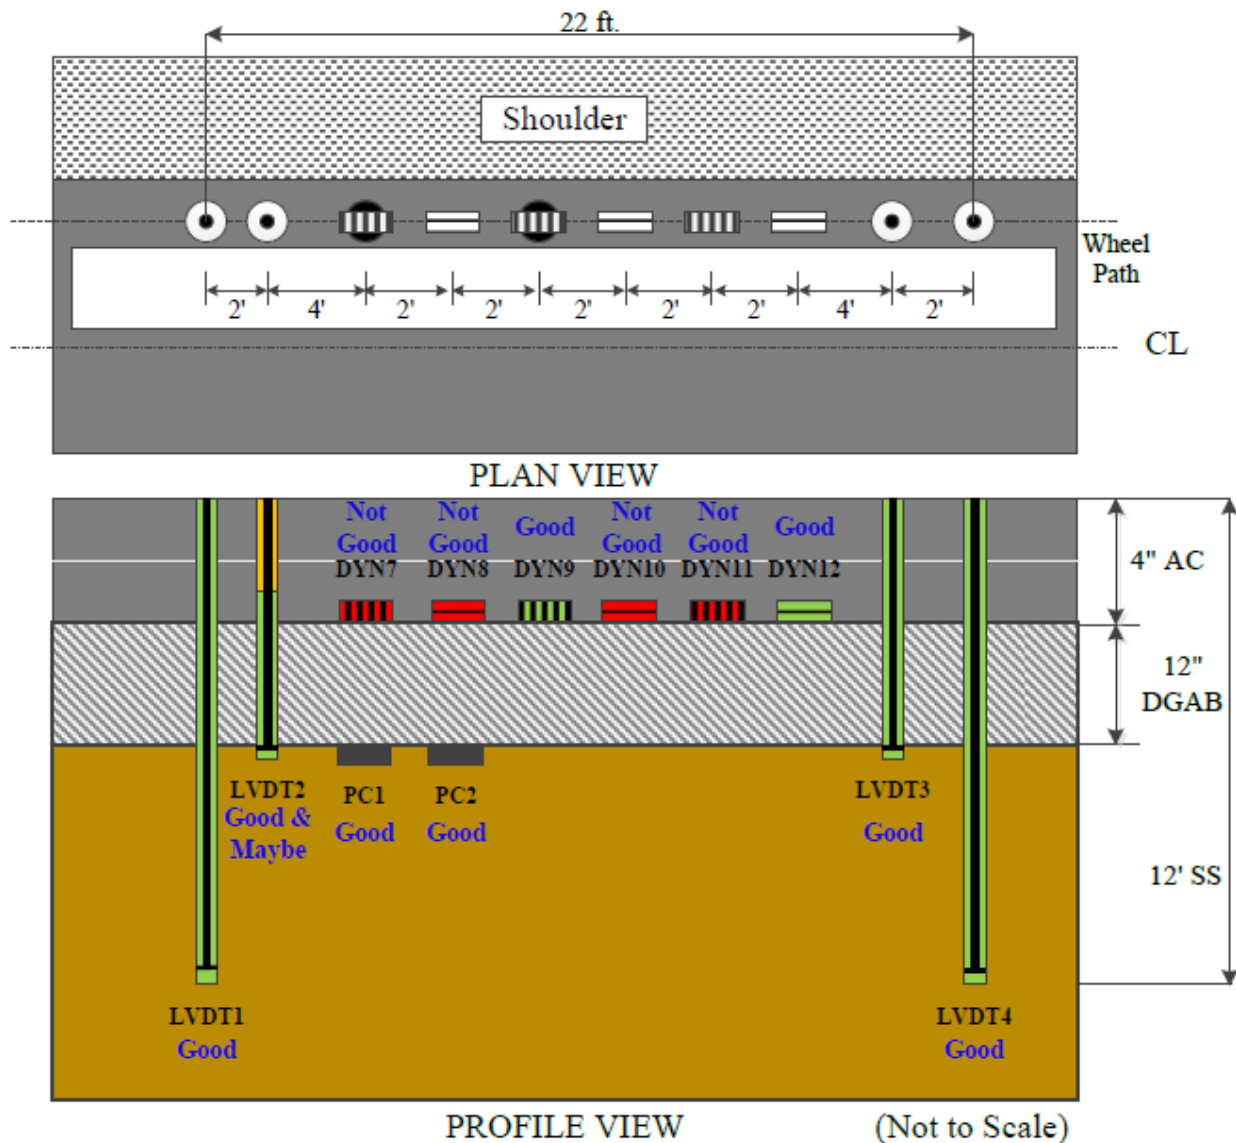 22 ft.
Shoulder
Wheel
Path
2' 4' 2' 2' 2' 2' 2' 4' 2'
CL
PLAN VIEW
Not Not Good Not Not Good
Good Good Good Good
DYN7 DYN8 DYN9 DYN10 DYN11 DYN12
4" AC
12"
DGAB
LVDT2 PC1 PC2 LVDT3
Good & Good Good Good
Maybe
12' SS
LVDT1 LVDT4
Good Good
PROFILE VIEW (Not to Scale)